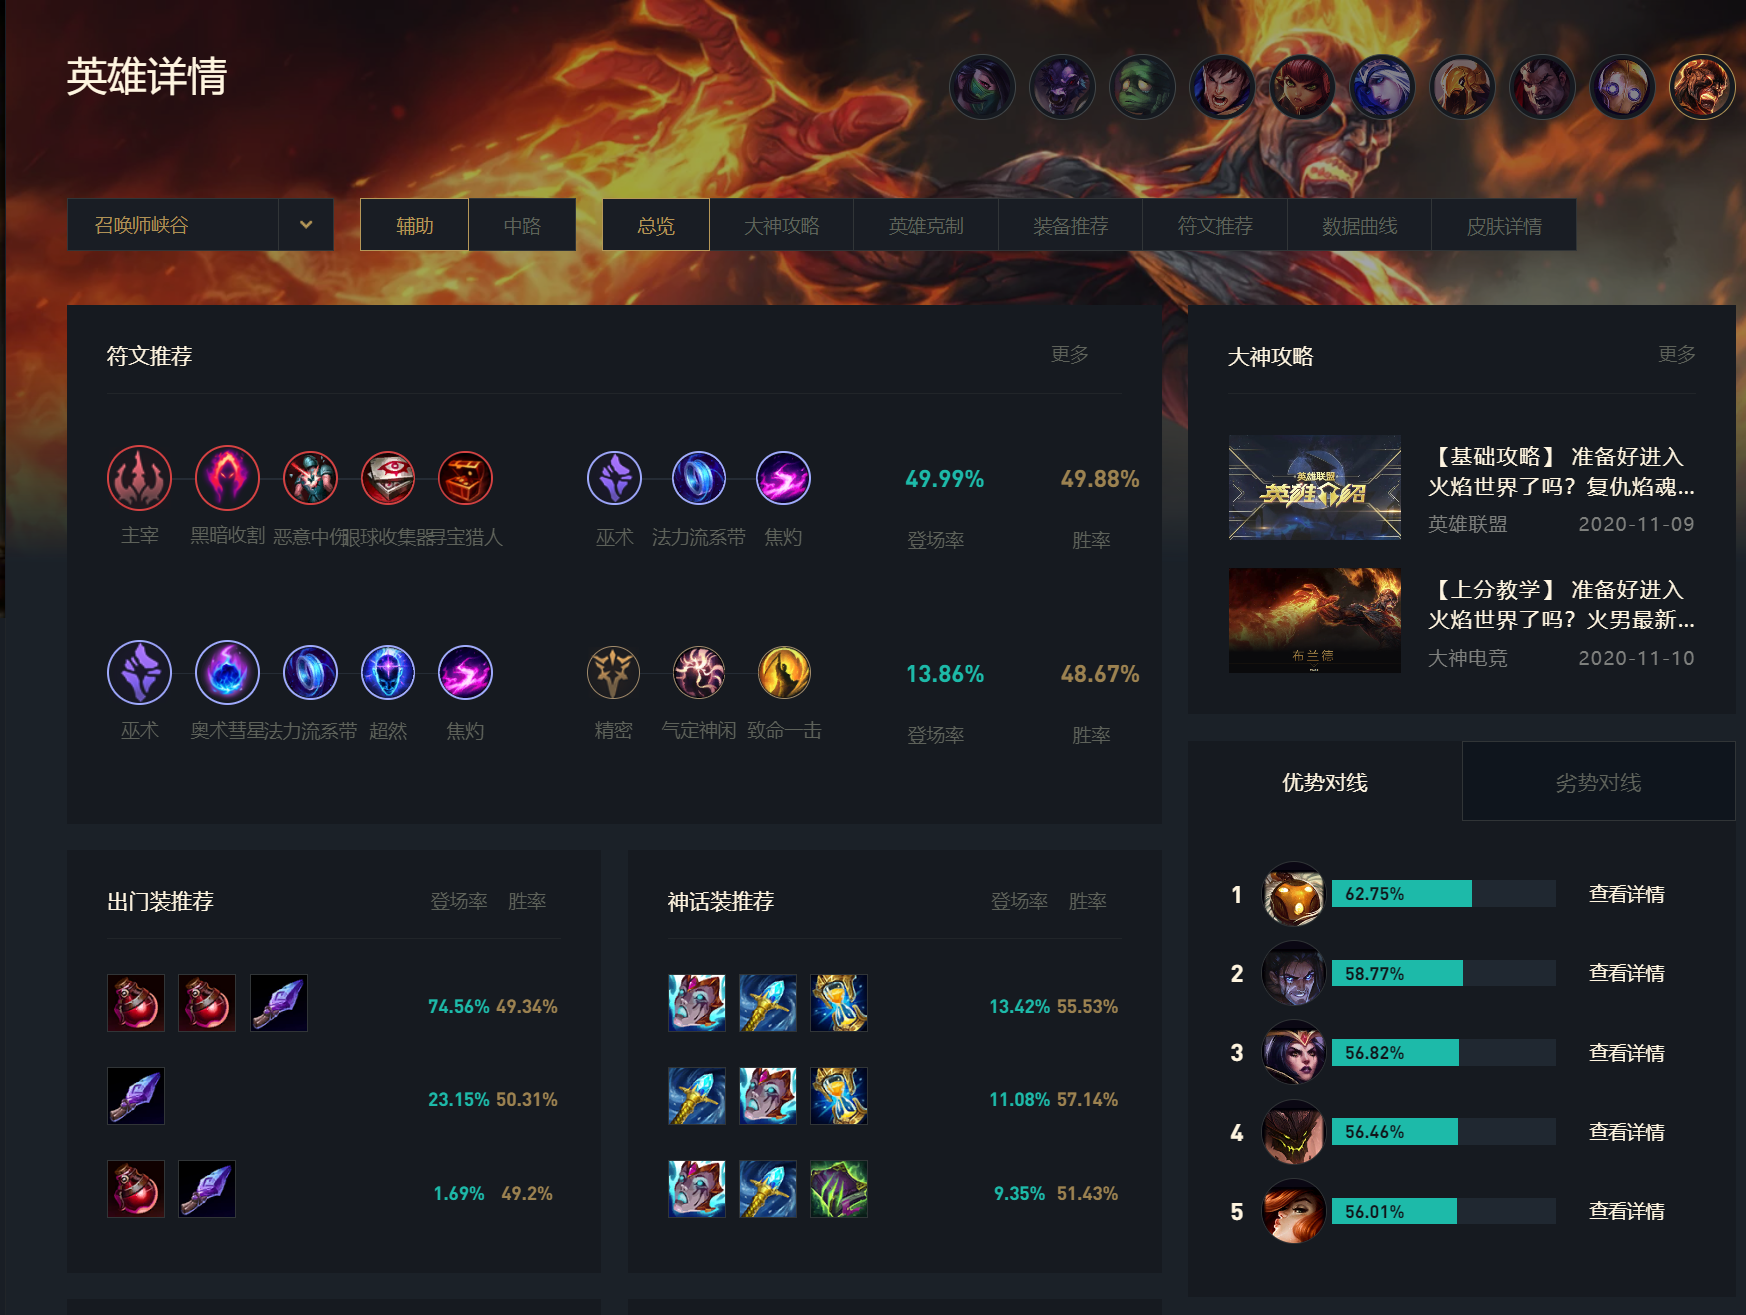 英雄详情
召唤师峡谷
辅助 中路
总览 大神攻略 英雄克制 装备推荐 符文推荐 数据曲线 皮肤详情
符文推荐 更多
主宰 黑暗收割 恶意中伤 眼球收集器 寻宝猎人 巫术 法力流系带 焦灼
49.99% 49.88%
登场率 胜率
巫术 奥术彗星 法力流系带 超然 焦灼 精密 气定神闲 致命一击
13.86% 48.67%
登场率 胜率
大神攻略 更多
英雄联盟
英雄介绍
【基础攻略】 准备好进入
火焰世界了吗？复仇焰魂...
英雄联盟 2020-11-09
布兰德
【上分教学】 准备好进入
火焰世界了吗？火男最新...
大神电竞 2020-11-10
出门装推荐 登场率 胜率
74.56% 49.34%
23.15% 50.31%
1.69% 49.2%
神话装推荐 登场率 胜率
13.42% 55.53%
11.08% 57.14%
9.35% 51.43%
优势对线 劣势对线
1 62.75% 查看详情
2 58.77% 查看详情
3 56.82% 查看详情
4 56.46% 查看详情
5 56.01% 查看详情